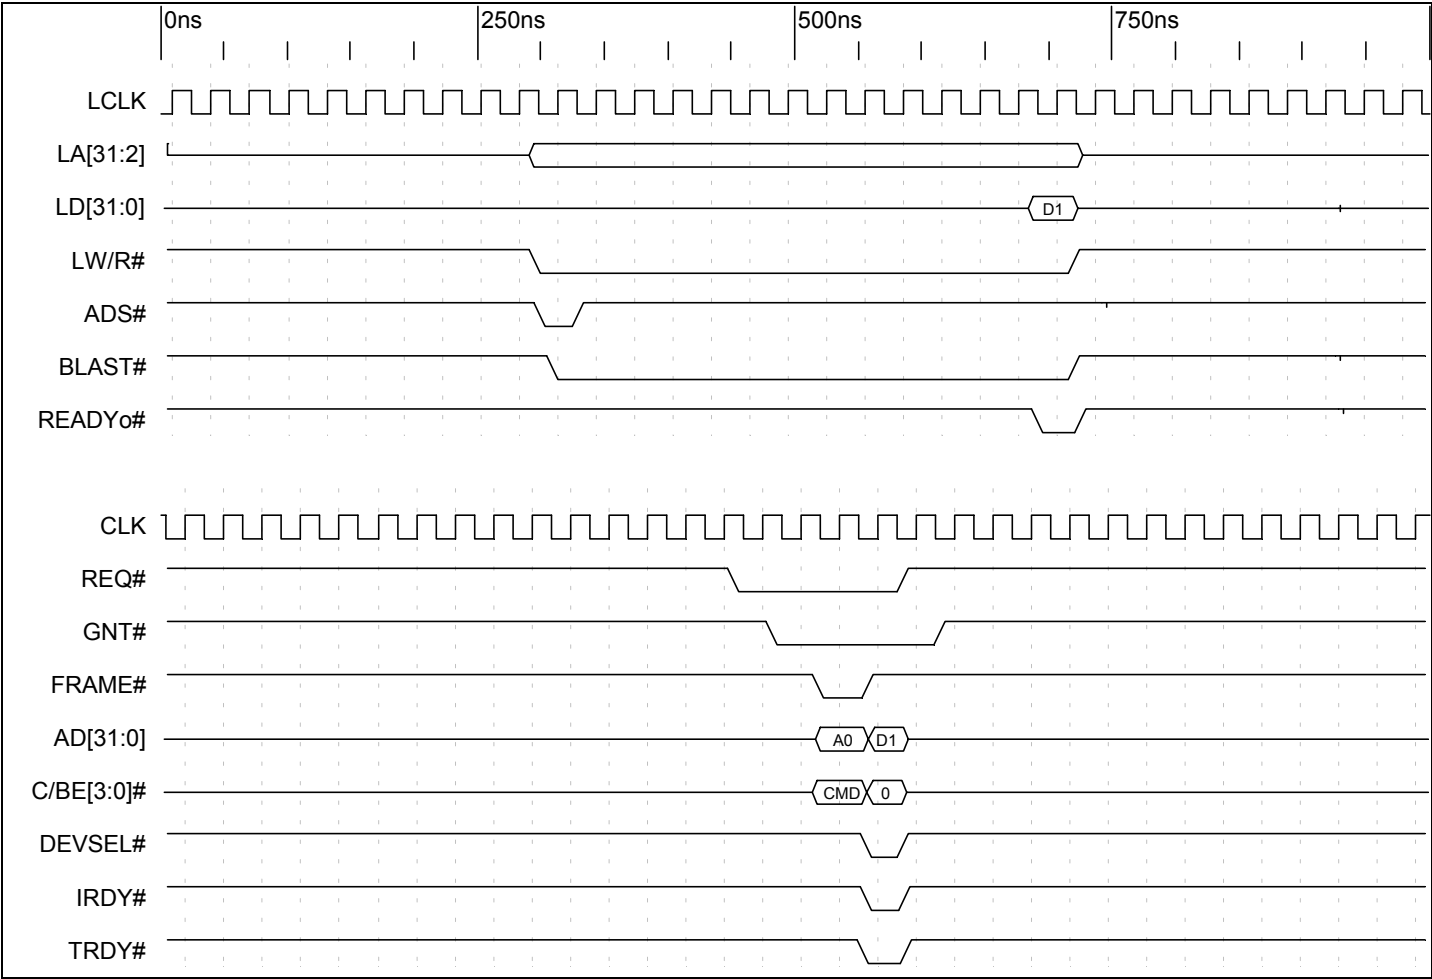 0ns 250ns 500ns 750ns
LCLK
LA[31:2]
LD[31:0] D1
LW/R#
ADS#
BLAST#
READYo#
CLK
REQ#
GNT#
FRAME#
AD[31:0] A0 D1
C/BE[3:0]# CMD 0
DEVSEL#
IRDY#
TRDY#